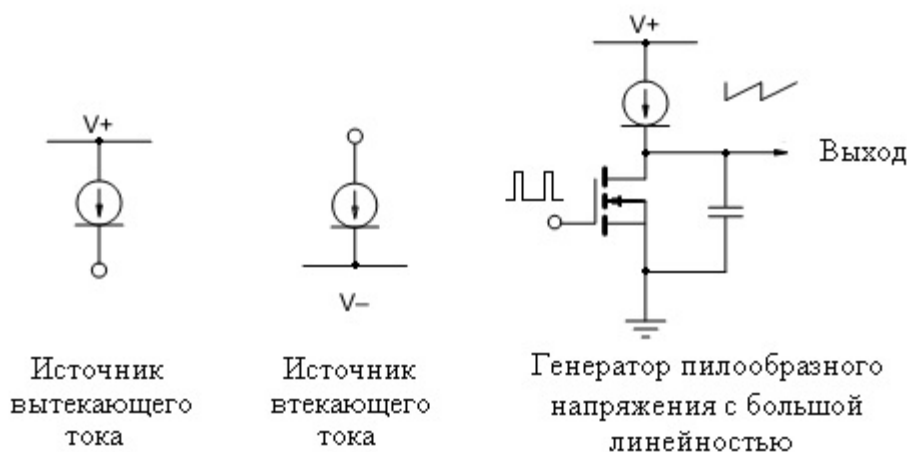 V+
V+
Выход
V–
Источник
вытекающего
тока
Источник
втекающего
тока
Генератор пилообразного
напряжения с большой
линейностью